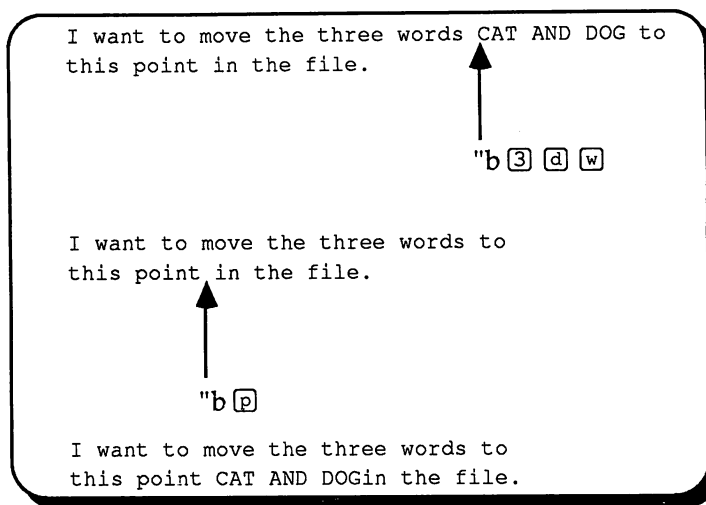 I want to move the three words CAT AND DOG to
this point in the file.
"b 3 d w
I want to move the three words to
this point in the file.
"b p
I want to move the three words to
this point CAT AND DOGin the file.